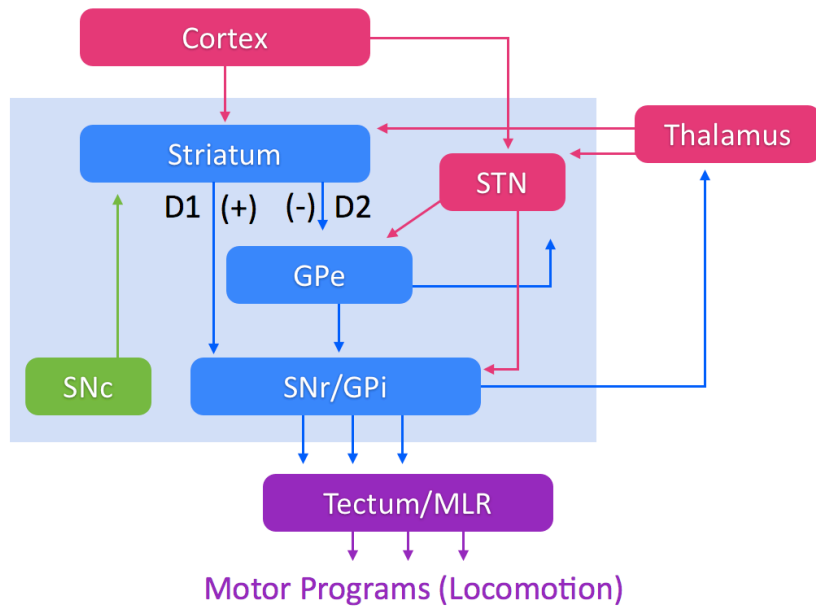 Cortex
Striatum
Thalamus
STN
D1 (+) (-) D2
GPe
SNc
SNr/GPi
Tectum/MLR
Motor Programs (Locomotion)